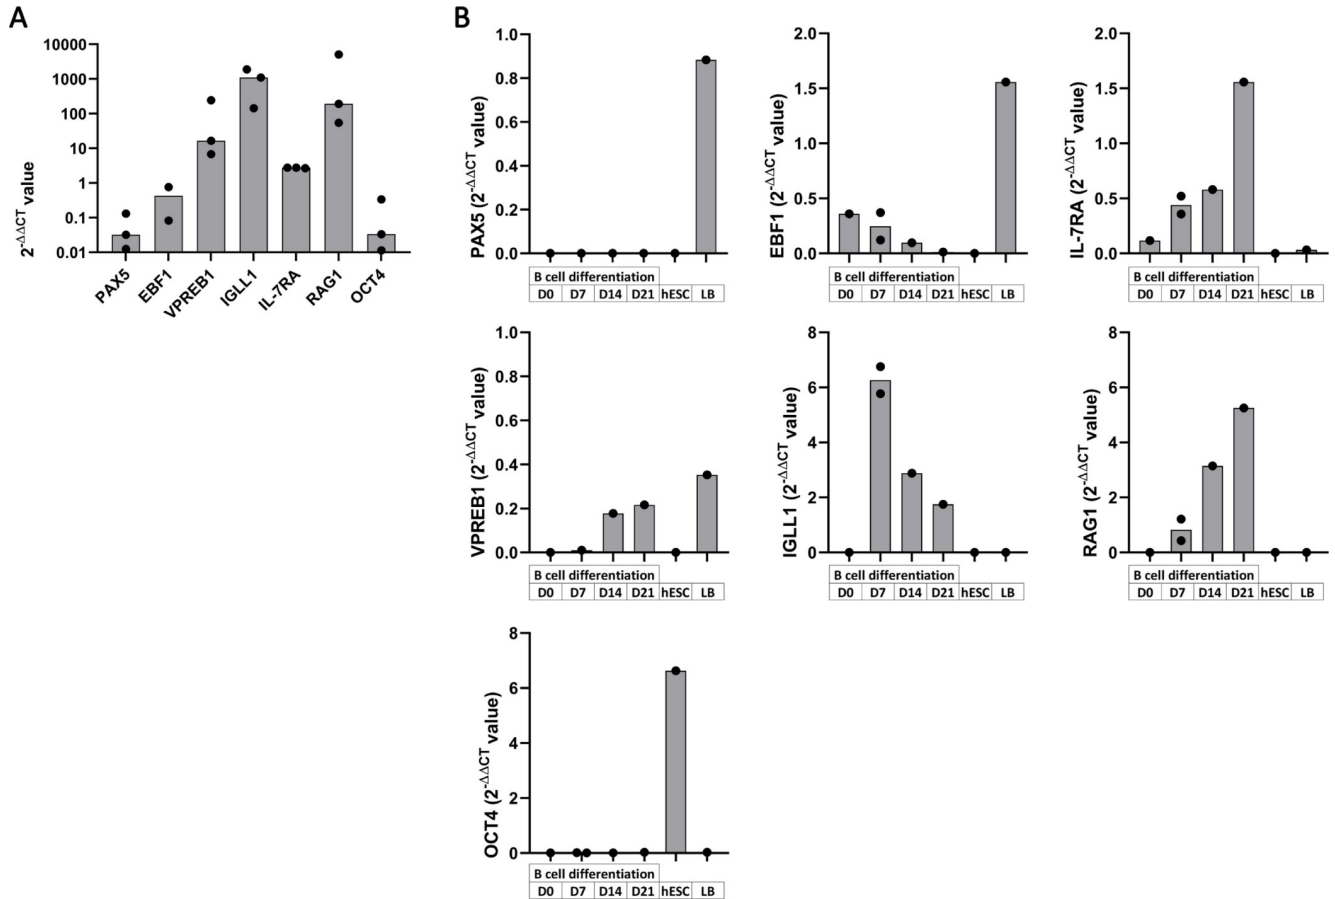 A
2-ΔΔCT value
10000
1000
100
10
1
0.1
0.01
PAX5
EBF1
VPREB1
IGLL1
IL-7RA
RAG1
OCT4
B
PAX5 (2-ΔΔCT value)
1.0
0.8
0.6
0.4
0.2
0.0
B cell differentiation
D0 D7 D14 D21 hESC LB
EBF1 (2-ΔΔCT value)
2.0
1.5
1.0
0.5
0.0
B cell differentiation
D0 D7 D14 D21 hESC LB
IL-7RA (2-ΔΔCT value)
2.0
1.5
1.0
0.5
0.0
B cell differentiation
D0 D7 D14 D21 hESC LB
VPREB1 (2-ΔΔCT value)
1.0
0.8
0.6
0.4
0.2
0.0
B cell differentiation
D0 D7 D14 D21 hESC LB
IGLL1 (2-ΔΔCT value)
8
6
4
2
0
B cell differentiation
D0 D7 D14 D21 hESC LB
RAG1 (2-ΔΔCT value)
8
6
4
2
0
B cell differentiation
D0 D7 D14 D21 hESC LB
OCT4 (2-ΔΔCT value)
8
6
4
2
0
B cell differentiation
D0 D7 D14 D21 hESC LB